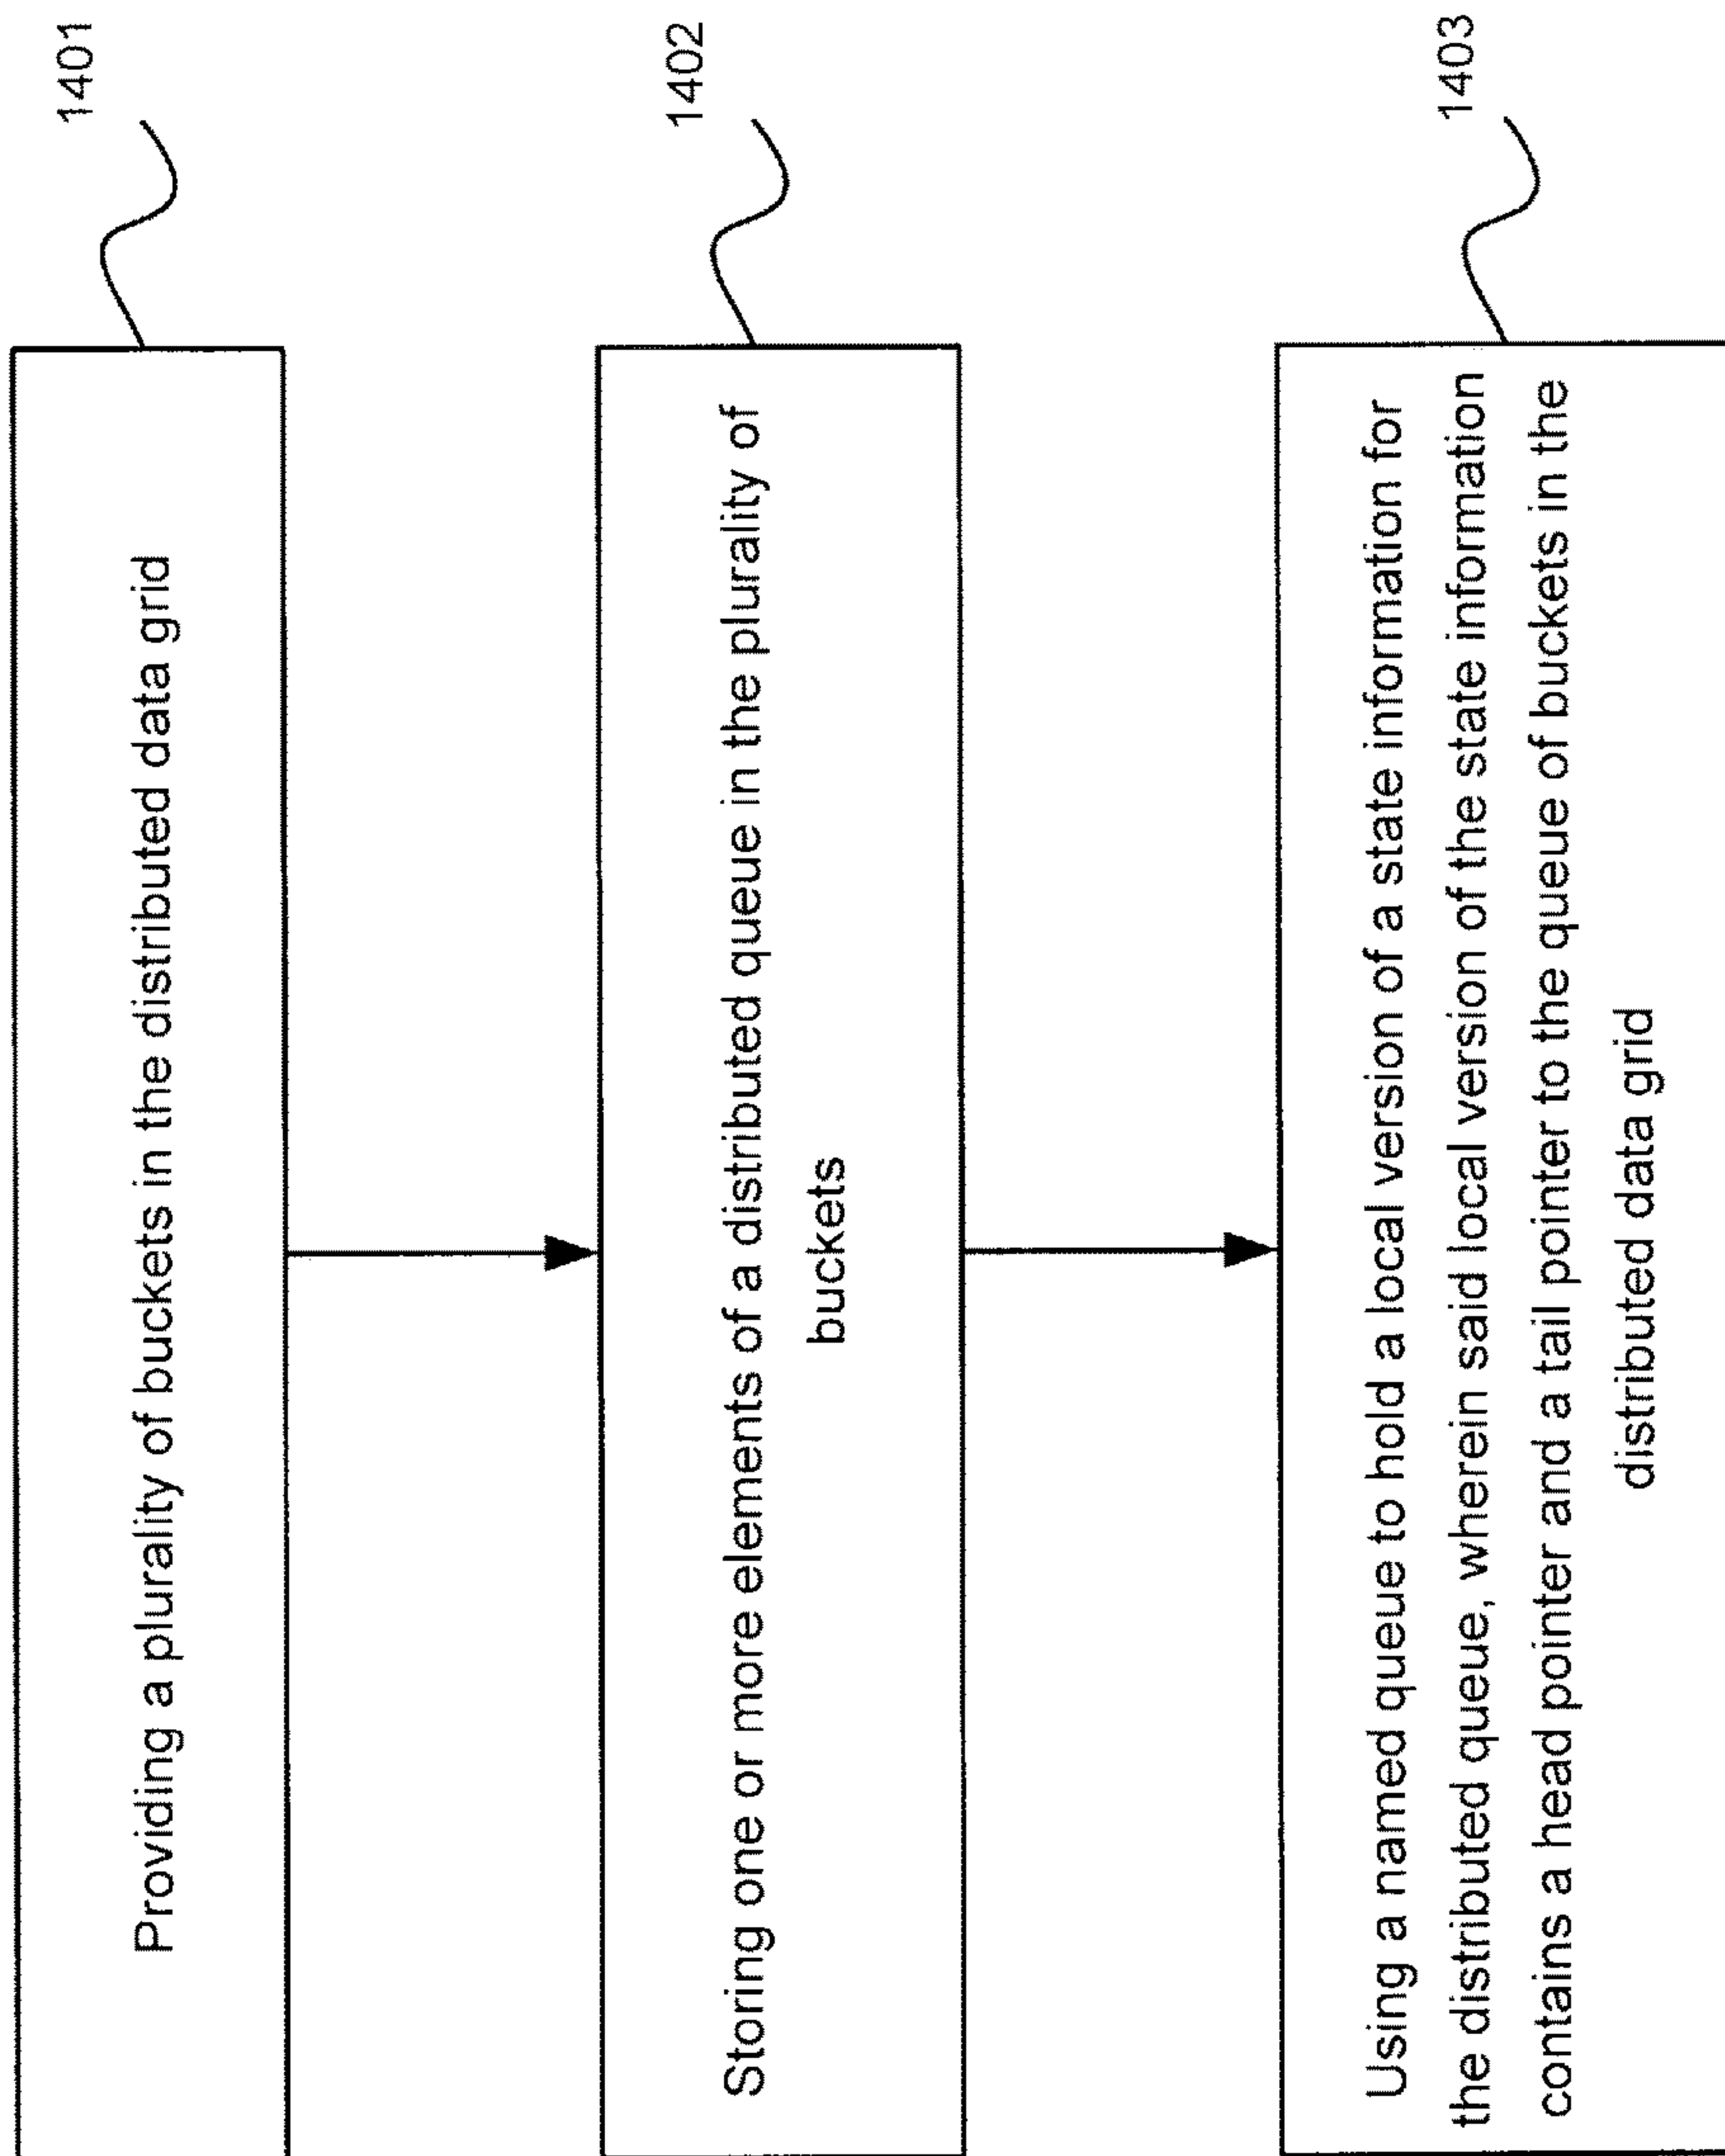 1401
Providing a plurality of buckets in the distributed data grid
1402
Storing one or more elements of a distributed queue in the plurality of
buckets
1403
Using a named queue to hold a local version of a state information for
the distributed queue, wherein said local version of the state information
contains a head pointer and a tail pointer to the queue of buckets in the
distributed data grid